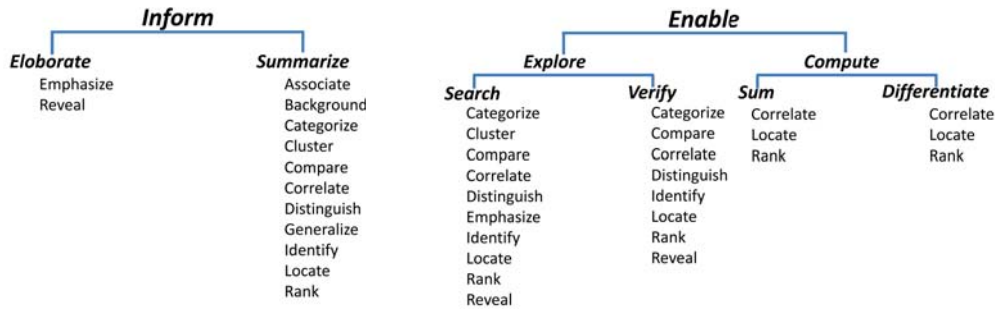 Inform
Eloborate
Emphasize
Reveal
Summarize
Associate
Background
Categorize
Cluster
Compare
Correlate
Distinguish
Generalize
Identify
Locate
Rank
Enable
Explore
Search
Categorize
Cluster
Compare
Correlate
Distinguish
Emphasize
Identify
Locate
Rank
Reveal
Verify
Categorize
Compare
Correlate
Distinguish
Identify
Locate
Rank
Reveal
Compute
Sum
Correlate
Locate
Rank
Differentiate
Correlate
Locate
Rank